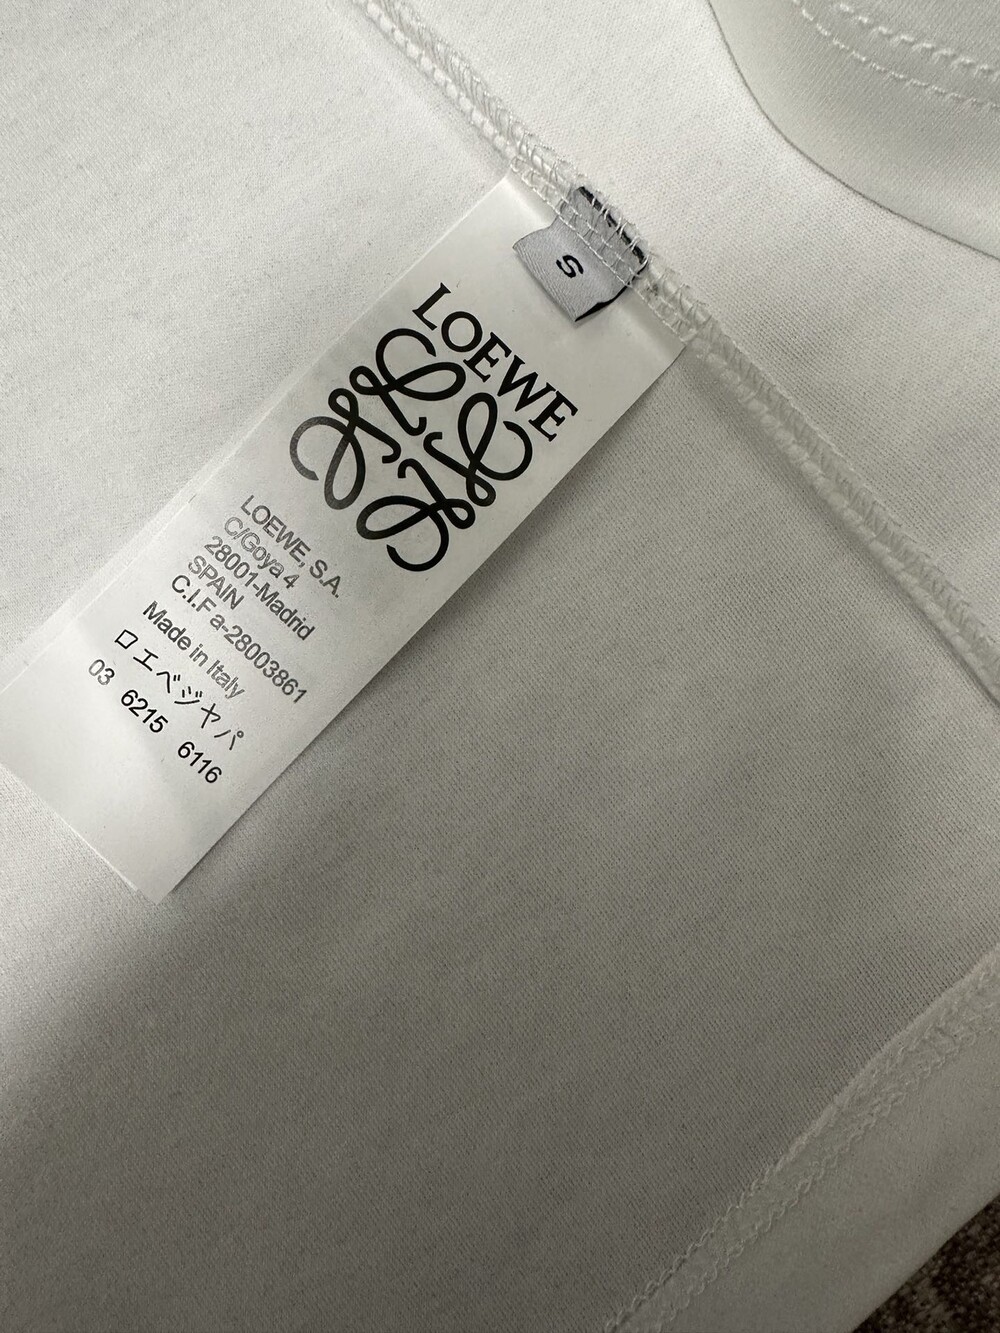 S
LOEWE
LOEWE, S.A.
C/Goya 4
28001-Madrid
SPAIN
C.I.F a-28003861
Made in Italy
ロエベジャパ
03 6215 6116